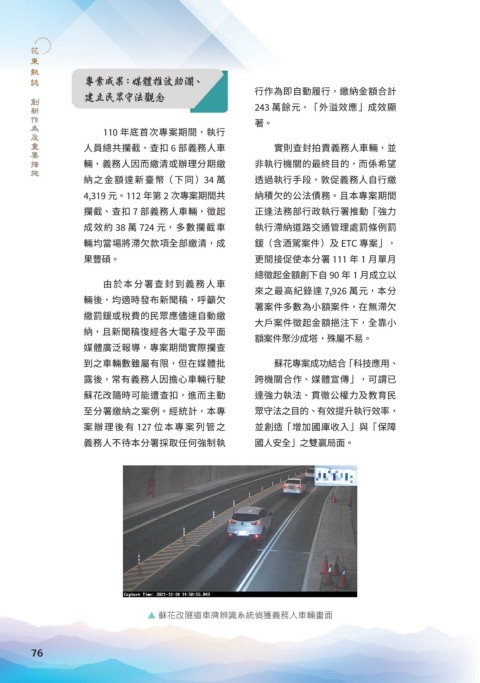 花東執誌
創新作為及重要措施
專案成果：媒體推波助瀾、
建立民眾守法觀念
110 年底首次專案期間，執行
人員總共攔截、查扣 6 部義務人車
輛，義務人因而繳清或辦理分期繳
納之金額達新臺幣（下同）34 萬
4,319 元。112 年第 2 次專案期間共
攔截、查扣 7 部義務人車輛，徵起
成效約 38 萬 724 元，多數攔截車
輛均當場將滯欠款項全部繳清，成
果豐碩。
由於本分署查封到義務人車
輛後，均適時發布新聞稿，呼籲欠
繳罰鍰或稅費的民眾應儘速自動繳
納，且新聞稿復經各大電子及平面
媒體廣泛報導，專案期間實際攔查
到之車輛數雖屬有限，但在媒體批
露後，常有義務人因擔心車輛行駛
蘇花改隨時可能遭查扣，進而主動
至分署繳納之案例。經統計，本專
案辦理後有 127 位本專案列管之
義務人不待本分署採取任何強制執
行作為即自動履行，繳納金額合計
243 萬餘元，「外溢效應」成效顯
著。
實則查封拍賣義務人車輛，並
非執行機關的最終目的，而係希望
透過執行手段，敦促義務人自行繳
納積欠的公法債務。且本專案期間
正逢法務部行政執行署推動「強力
執行滯納道路交通管理處罰條例罰
鍰（含酒駕案件）及 ETC 專案」，
更間接促使本分署 111 年 1 月單月
總徵起金額創下自 90 年 1 月成立以
來之最高紀錄達 7,926 萬元，本分
署案件多數為小額案件，在無滯欠
大戶案件徵起金額挹注下，全靠小
額案件聚沙成塔，殊屬不易。
蘇花專案成功結合「科技應用、
跨機關合作、媒體宣傳」，可謂已
達強力執法、貫徹公權力及教育民
眾守法之目的、有效提升執行效率，
並創造「增加國庫收入」與「保障
國人安全」之雙贏局面。
Capture Time: 2021-12-10 14:50:55.043
▲ 蘇花改隧道車牌辨識系統偵獲義務人車輛畫面
76